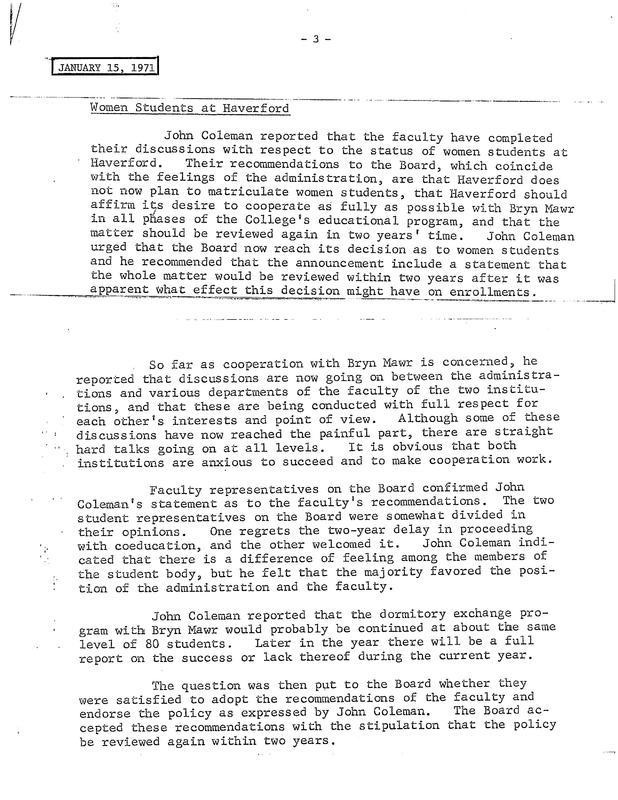 - 3 -
JANUARY 15, 1971
Women Students at Haverford
John Coleman reported that the faculty have completed
their discussions with respect to the status of women students at
Haverford. Their recommendations to the Board, which coincide
with the feelings of the administration, are that Haverford does
not now plan to matriculate women students, that Haverford should
affirm its desire to cooperate as fully as possible with Bryn Mawr
in all phases of the College's educational program, and that the
matter should be reviewed again in two years' time. John Coleman
urged that the Board now reach its decision as to women students
and he recommended that the announcement include a statement that
the whole matter would be reviewed within two years after it was
apparent what effect this decision might have on enrollments.
So far as cooperation with Bryn Mawr is concerned, he
reported that discussions are now going on between the administra-
tions and various departments of the faculty of the two institu-
tions, and that these are being conducted with full respect for
each other's interests and point of view. Although some of these
discussions have now reached the painful part, there are straight
hard talks going on at all levels. It is obvious that both
institutions are anxious to succeed and to make cooperation work.
Faculty representatives on the Board confirmed John
Coleman's statement as to the faculty's recommendations. The two
student representatives on the Board were somewhat divided in
their opinions. One regrets the two-year delay in proceeding
with coeducation, and the other welcomed it. John Coleman indi-
cated that there is a difference of feeling among the members of
the student body, but he felt that the majority favored the posi-
tion of the administration and the faculty.
John Coleman reported that the dormitory exchange pro-
gram with Bryn Mawr would probably be continued at about the same
level of 80 students. Later in the year there will be a full
report on the success or lack thereof during the current year.
The question was then put to the Board whether they
were satisfied to adopt the recommendations of the faculty and
endorse the policy as expressed by John Coleman. The Board ac-
cepted these recommendations with the stipulation that the policy
be reviewed again within two years.